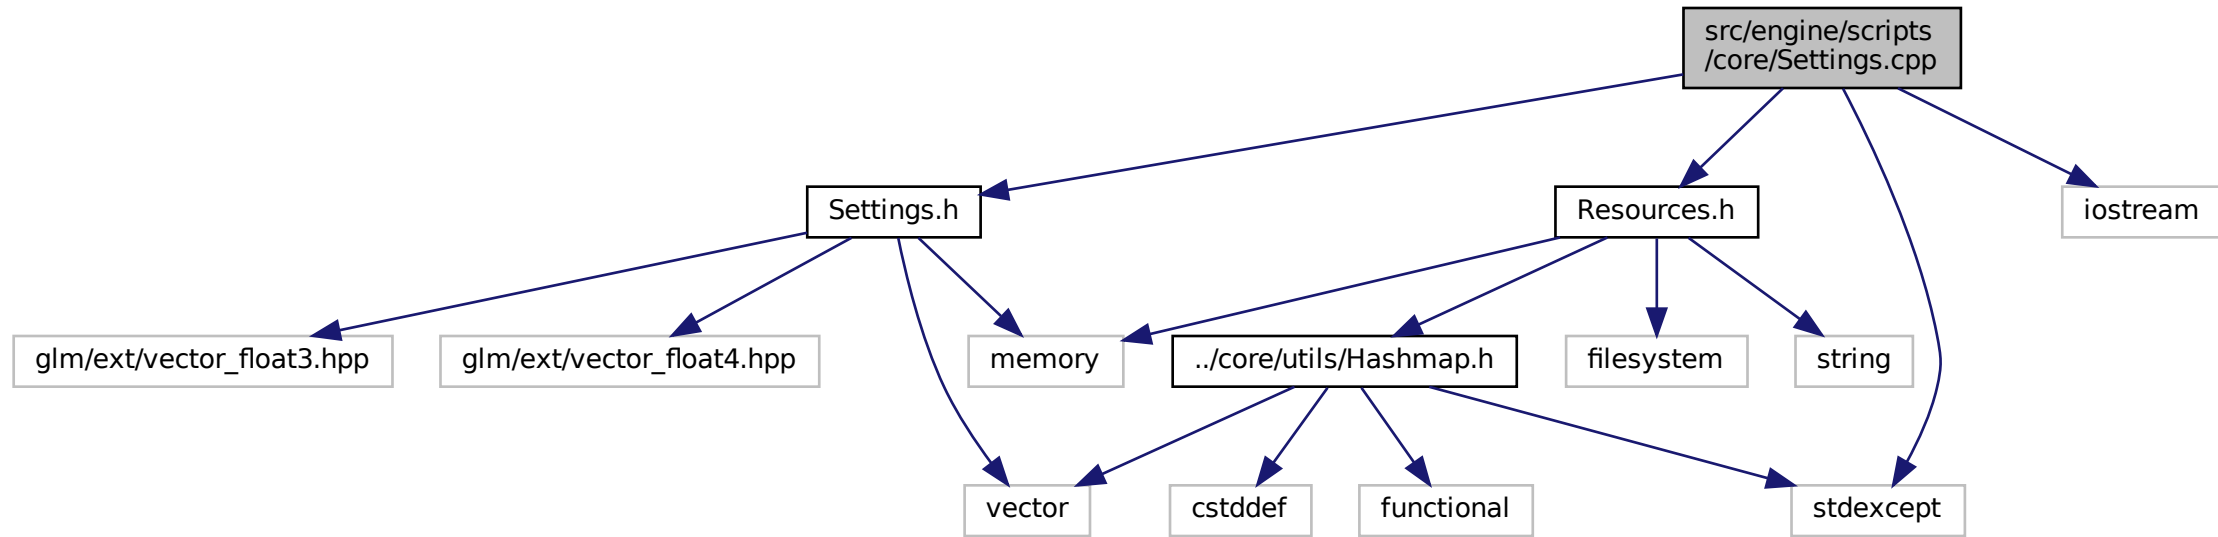 src/engine/scripts
/core/Settings.cpp
Settings.h
Resources.h
iostream
glm/ext/vector_float3.hpp
glm/ext/vector_float4.hpp
memory
../core/utils/Hashmap.h
filesystem
string
vector
cstddef
functional
stdexcept